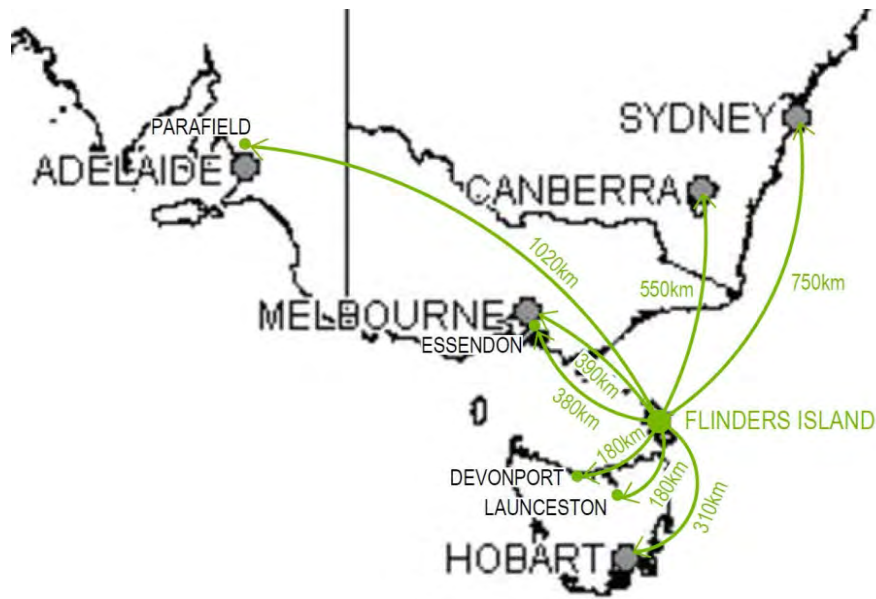 SYDNEY
PARAFIELD
ADELAIDE
CANBERRA
1020km
550km
750km
MELBOURNE
ESSENDON
390km
380km
FLINDERS ISLAND
180km
DEVONPORT
180km
LAUNCESTON
310km
HOBART